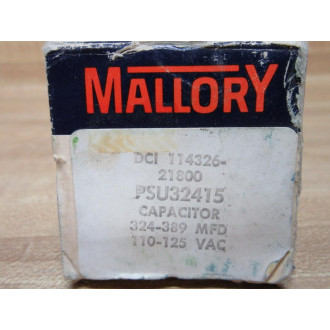 MALLORY
DCI 114326-
21800
PSU32415
CAPACITOR
324-389 MFD
110-125 VAC